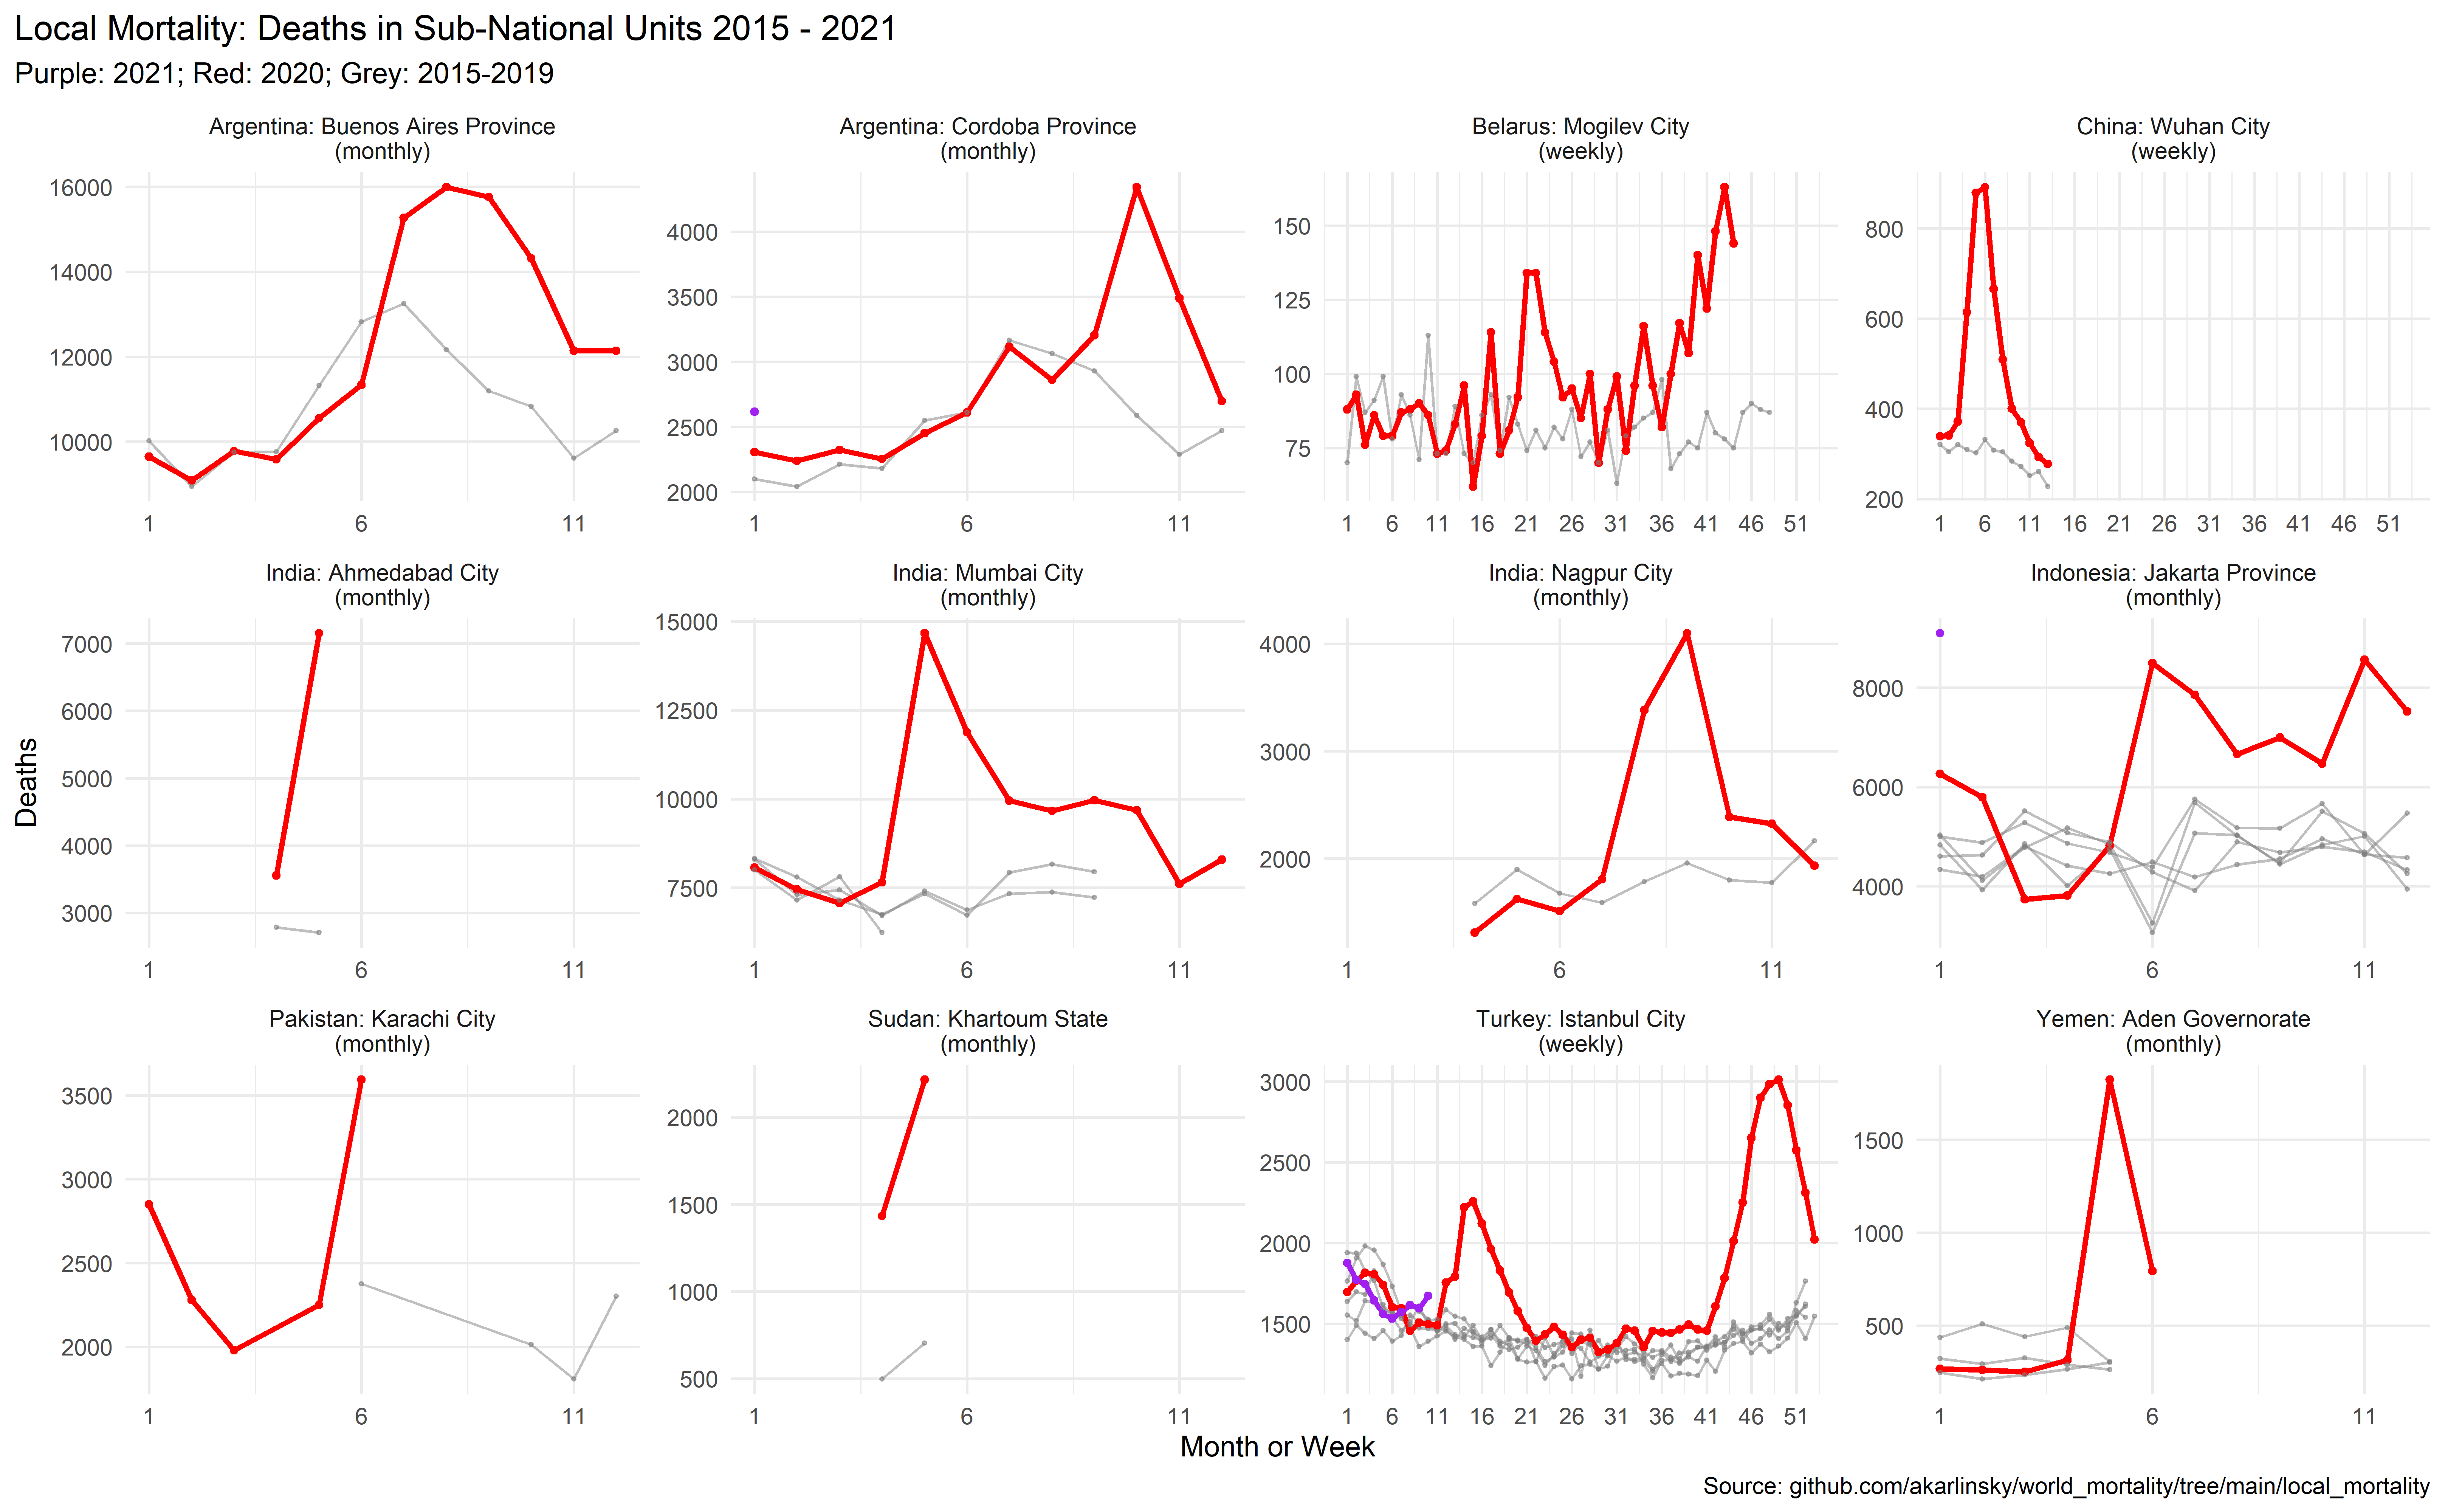 Local Mortality: Deaths in Sub-National Units 2015 - 2021
Purple: 2021; Red: 2020; Grey: 2015-2019
Argentina: Buenos Aires Province
(monthly)
16000
14000
12000
10000
1 6 11
Argentina: Cordoba Province
(monthly)
4000
3500
3000
2500
2000
1 6 11
Belarus: Mogilev City
(weekly)
150
125
100
75
1 6 11 16 21 26 31 36 41 46 51
China: Wuhan City
(weekly)
800
600
400
200
1 6 11 16 21 26 31 36 41 46 51
Deaths
India: Ahmedabad City
(monthly)
7000
6000
5000
4000
3000
1 6 11
India: Mumbai City
(monthly)
15000
12500
10000
7500
1 6 11
India: Nagpur City
(monthly)
4000
3000
2000
1 6 11
Indonesia: Jakarta Province
(monthly)
8000
6000
4000
1 6 11
Pakistan: Karachi City
(monthly)
3500
3000
2500
2000
1 6 11
Sudan: Khartoum State
(monthly)
2000
1500
1000
500
1 6 11
Turkey: Istanbul City
(weekly)
3000
2500
2000
1500
1 6 11 16 21 26 31 36 41 46 51
Yemen: Aden Governorate
(monthly)
1500
1000
500
1 6 11
Month or Week
Source: github.com/akarlinsky/world_mortality/tree/main/local_mortality